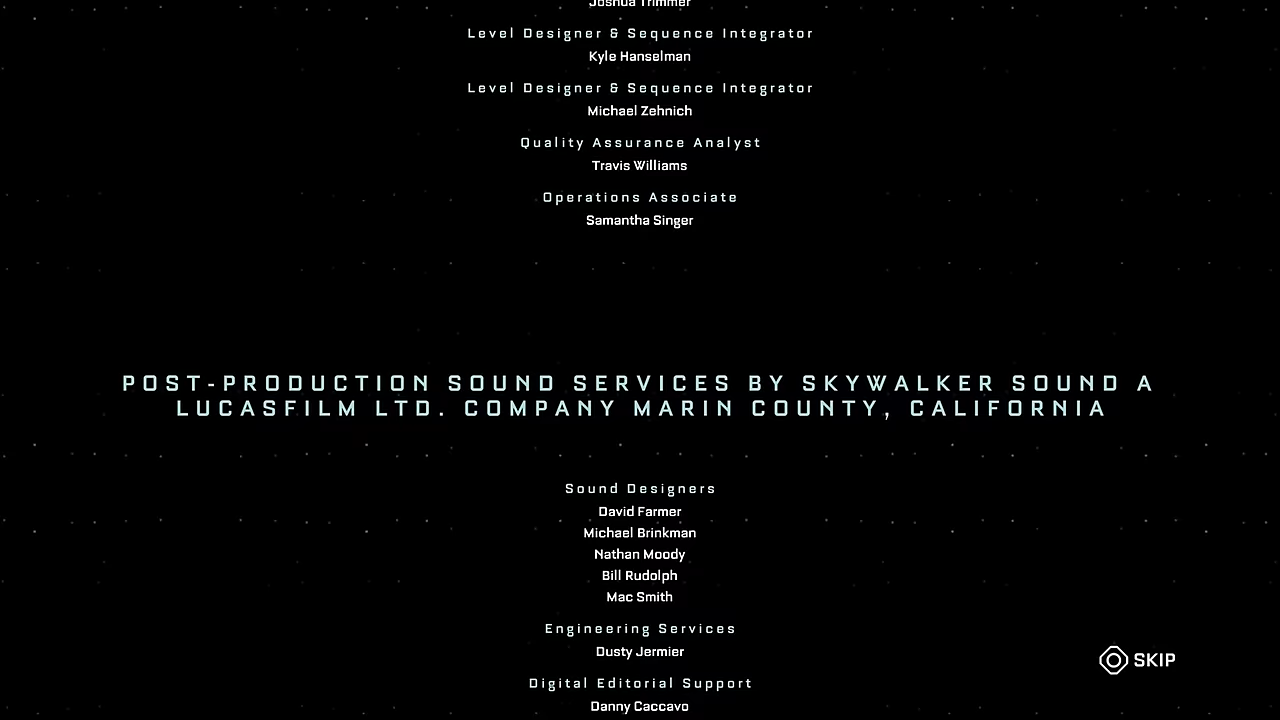 Joshua Trimmer
Level Designer & Sequence Integrator
Kyle Hanselman
Level Designer & Sequence Integrator
Michael Zehnich
Quality Assurance Analyst
Travis Williams
Operations Associate
Samantha Singer
POST-PRODUCTION SOUND SERVICES BY SKYWALKER SOUND A
LUCASFILM LTD. COMPANY MARIN COUNTY, CALIFORNIA
Sound Designers
David Farmer
Michael Brinkman
Nathan Moody
Bill Rudolph
Mac Smith
Engineering Services
Dusty Jermier
SKIP
Digital Editorial Support
Danny Caccavo